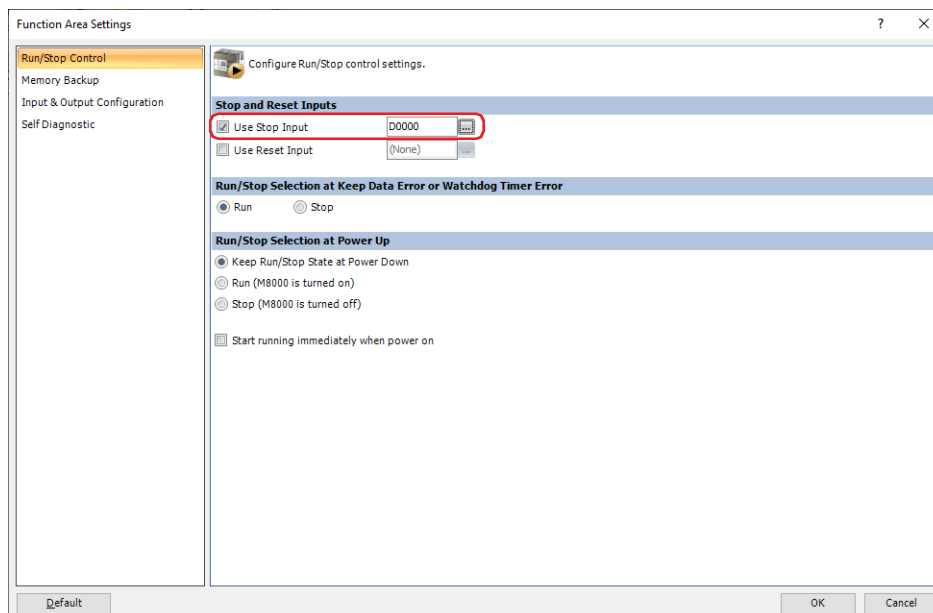 Function Area Settings
?
Run/Stop Control
Memory Backup
Input & Output Configuration
Self Diagnostic
Configure Run/Stop control settings.
Stop and Reset Inputs
Use Stop Input D0000 ...
Use Reset Input (None) ...
Run/Stop Selection at Keep Data Error or Watchdog Timer Error
Run Stop
Run/Stop Selection at Power Up
Keep Run/Stop State at Power Down
Run (M8000 is turned on)
Stop (M8000 is turned off)
Start running immediately when power on
Default OK Cancel